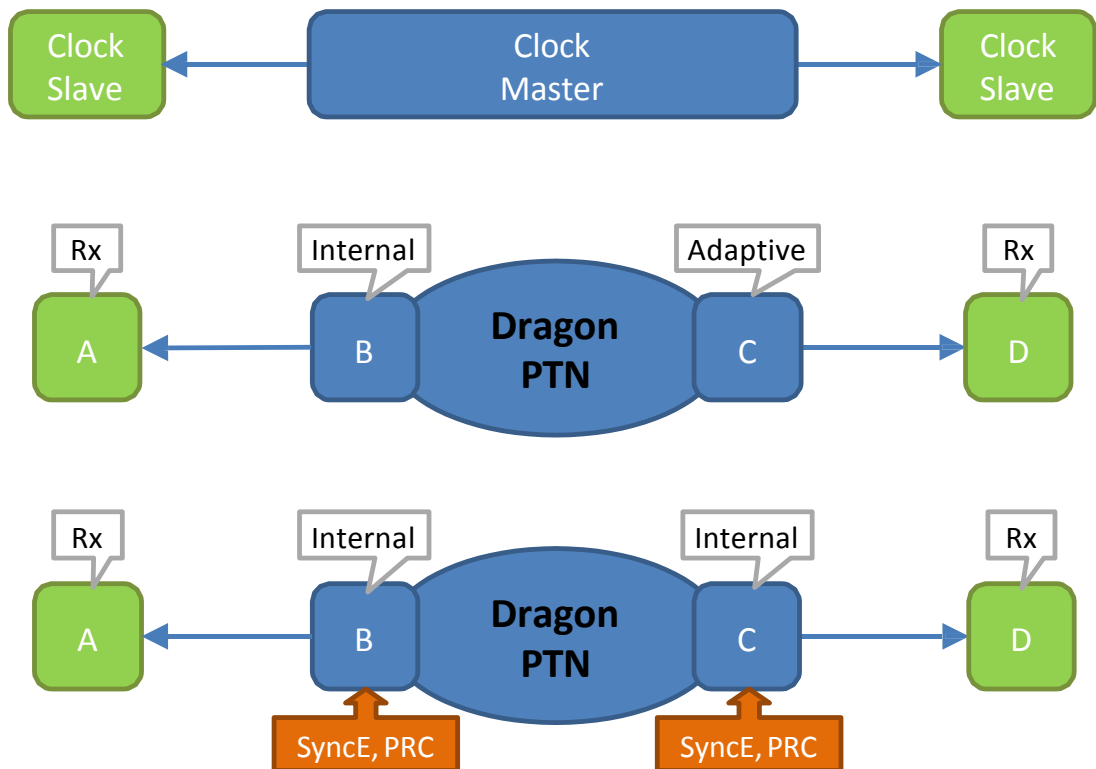 Clock
Slave
Clock
Master
Clock
Slave
Rx
Internal
Adaptive
Rx
A
B
Dragon
PTN
C
D
Rx
Internal
Internal
Rx
A
B
Dragon
PTN
C
D
SyncE, PRC
SyncE, PRC